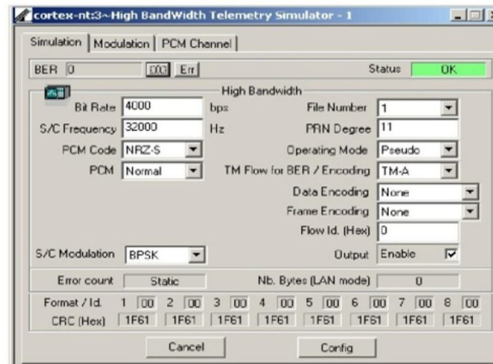 cortex-nt:3~High BandWidth Telemetry Simulator - 1
Simulation Modulation PCM Channel
BER 0 000 Err Status OK
High Bandwidth
Bit Rate 4000 bps File Number 1
S/C Frequency 32000 Hz PRN Degree 11
PCM Code NRZ-S Operating Mode Pseudo
PCM Normal TM Flow for BER / Encoding TM-A
Data Encoding None
Frame Encoding None
Flow Id. (Hex) 0
S/C Modulation BPSK Output Enable
Error count Static Nb. Bytes (LAN mode) 0
Format / Id. 1 00 2 00 3 00 4 00 5 00 6 00 7 00 8 00
CRC (Hex) 1F61 1F61 1F61 1F61 1F61 1F61 1F61 1F61
Cancel Config